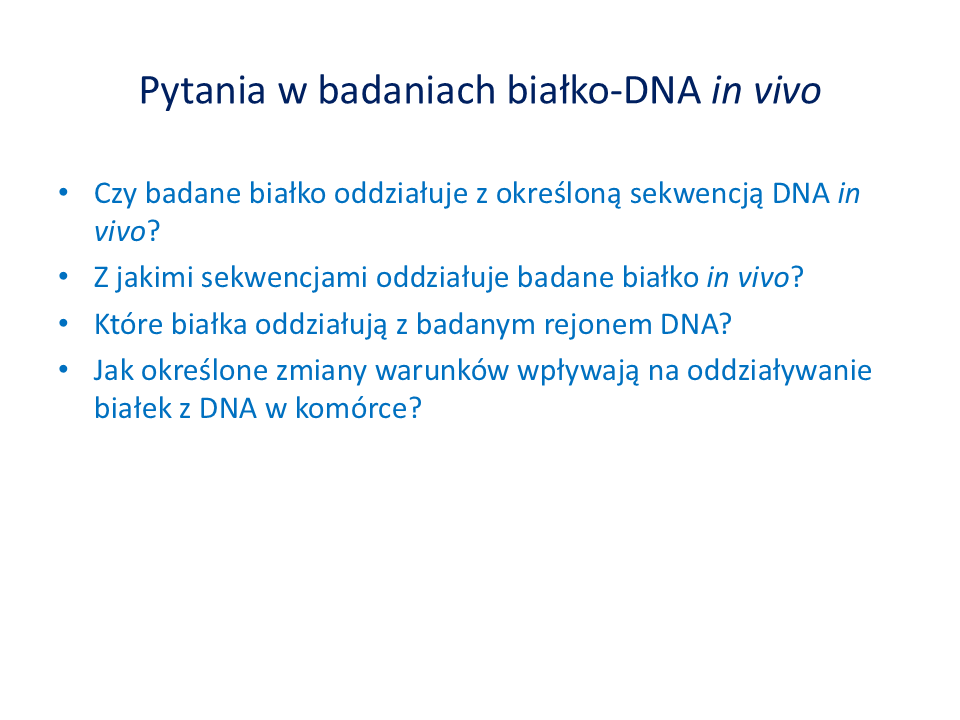 Pytania w badaniach białko-DNA in vivo
• Czy badane białko oddziałuje z określoną sekwencją DNA in
vivo?
• Z jakimi sekwencjami oddziałuje badane białko in vivo?
• Które białka oddziałują z badanym rejonem DNA?
• Jak określone zmiany warunków wpływają na oddziaływanie
białek z DNA w komórce?